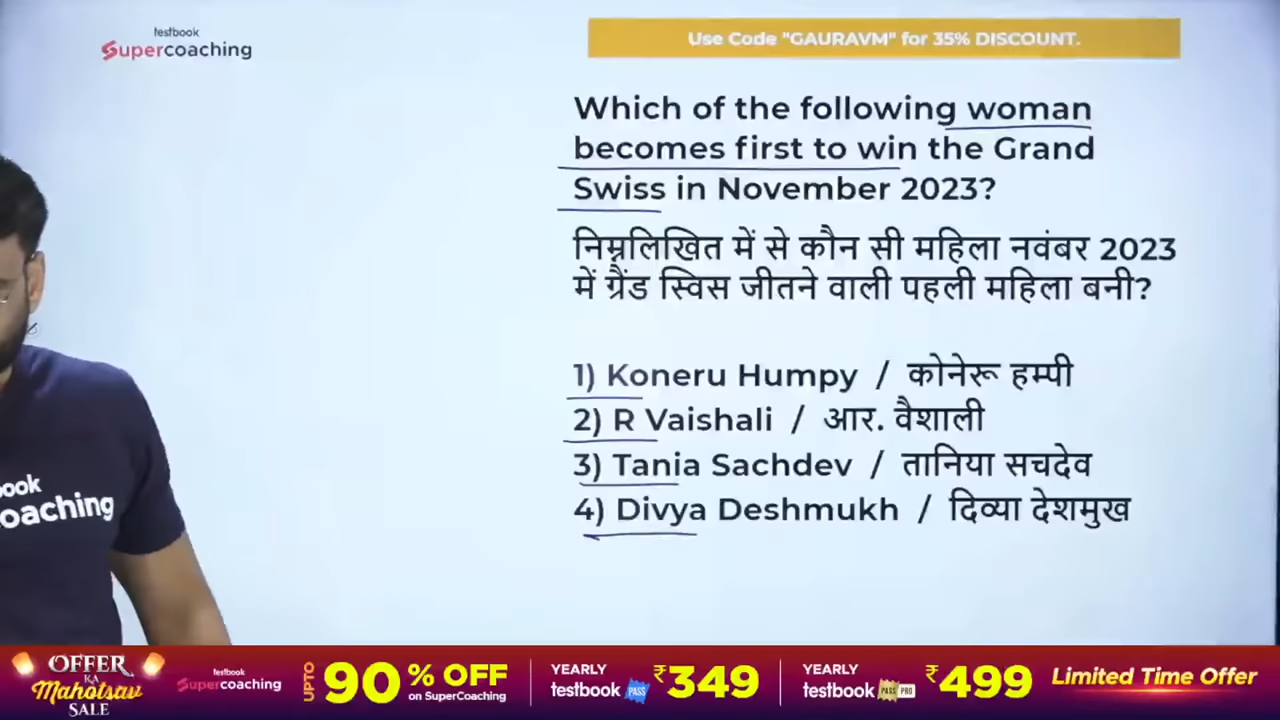 testbook
Supercoaching
Use Code "GAURAVM" for 35% DISCOUNT.
Which of the following woman
becomes first to win the Grand
Swiss in November 2023?
निम्नलिखित में से कौन सी महिला नवंबर 2023
में ग्रैंड स्विस जीतने वाली पहली महिला बनी?
1) Koneru Humpy / कोनेरू हम्पी
2) R Vaishali / आर. वैशाली
3) Tania Sachdev / तानिया सचदेव
4) Divya Deshmukh / दिव्या देशमुख
book
oaching
OFFER
KA
Mahotsav
SALE
testbook
Supercoaching
UPTO
90% OFF
on SuperCoaching
YEARLY
testbook PASS
₹349
YEARLY
testbook PASS PRO
₹499
Limited Time Offer